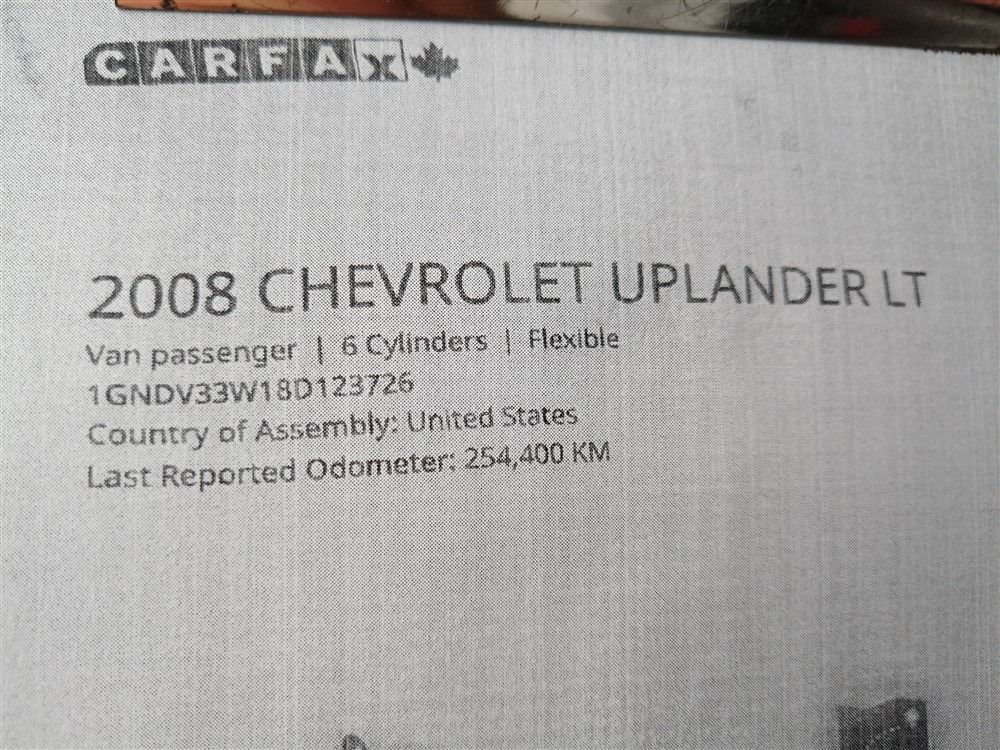 CARFAX
2008 CHEVROLET UPLANDER LT
Van passenger | 6 Cylinders | Flexible
1GNDV33W18D123726
Country of Assembly: United States
Last Reported Odometer: 254,400 KM